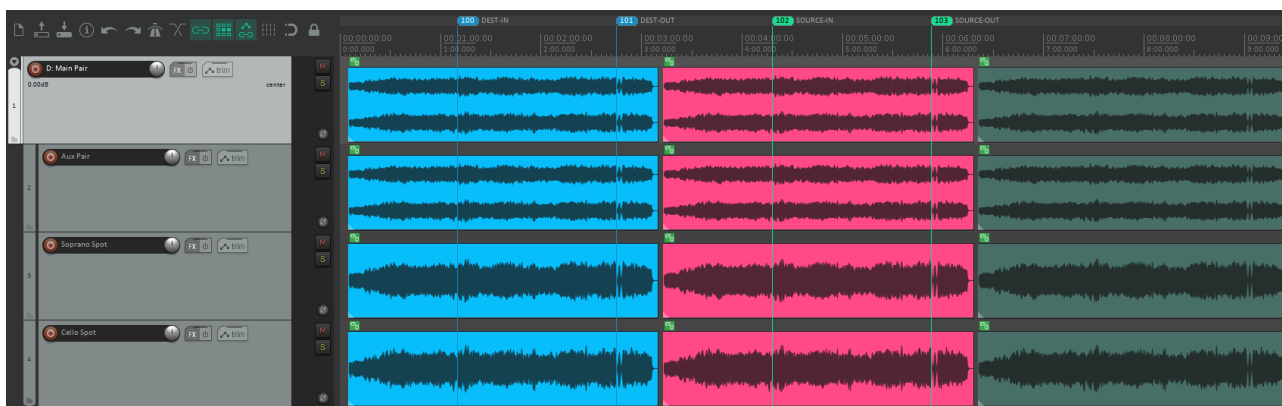 100 DEST-IN 101 DEST-OUT 102 SOURCE-IN 103 SOURCE-OUT
00:00:00:00 00:01:00:00 00:02:00:00 00:03:00:00 00:04:00:00 00:05:00:00 00:06:00:00 00:07:00:00 00:08:00:00 00:09:00
0:00.000 1:00.000 2:00.000 3:00.000 4:00.000 5:00.000 6:00.000 7:00.000 8:00.000 9:00.000
D: Main Pair FX trim M
0.00dB center S
1
Aux Pair FX trim M
S
2
Soprano Spot FX trim M
S
3
Cello Spot FX trim M
S
4